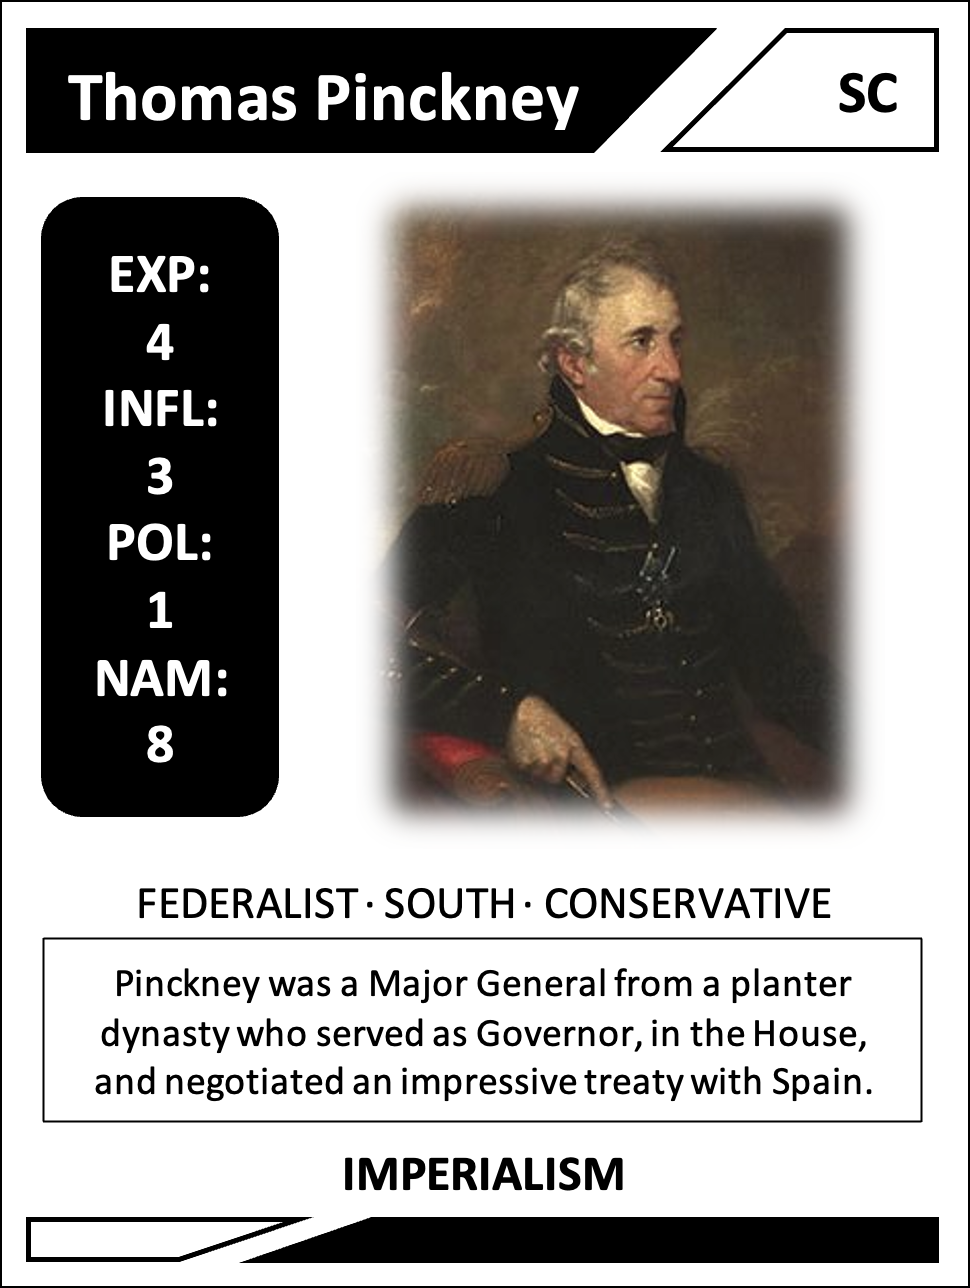 Thomas Pinckney
SC
EXP:
4
INFL:
3
POL:
1
NAM:
8
FEDERALIST · SOUTH · CONSERVATIVE
Pinckney was a Major General from a planter
dynasty who served as Governor, in the House,
and negotiated an impressive treaty with Spain.
IMPERIALISM